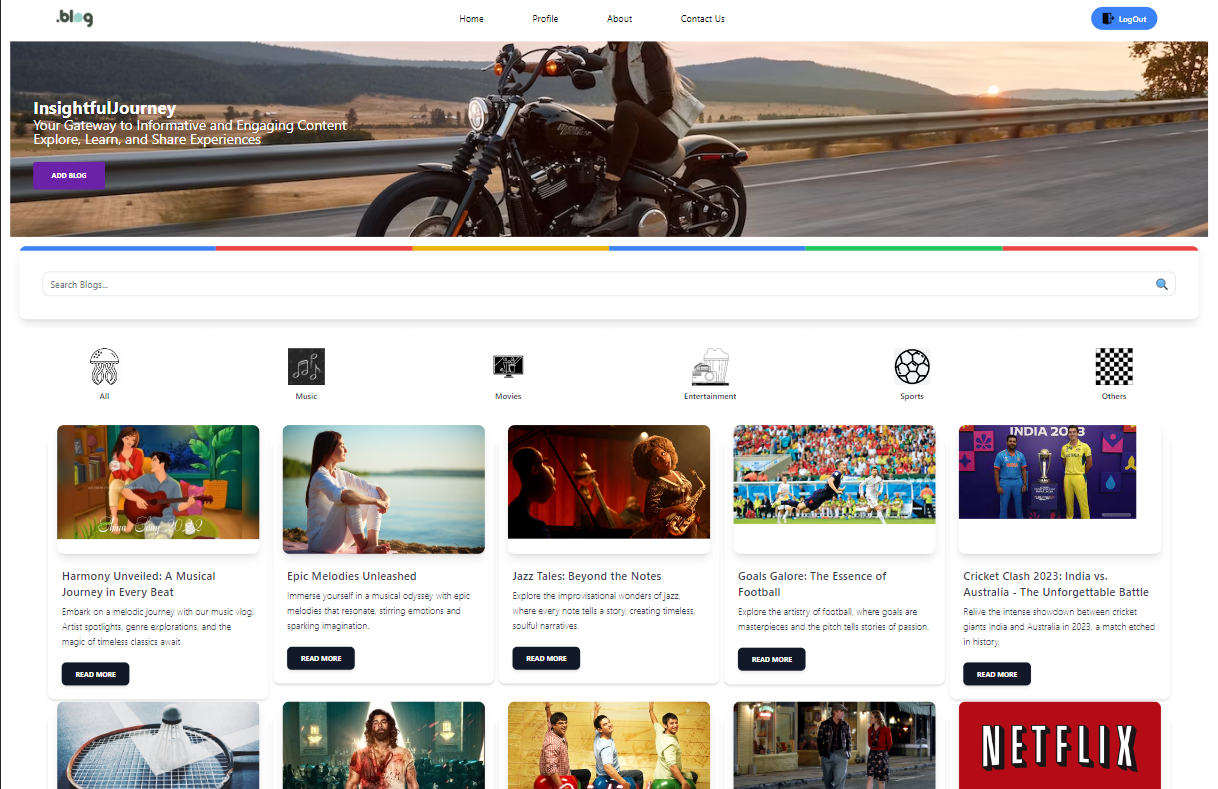 .blog
Home
Profile
About
Contact Us
LogOut
InsightfulJourney
Your Gateway to Informative and Engaging Content
Explore, Learn, and Share Experiences
ADD BLOG
Search Blogs...
All
Music
Movies
Entertainment
Sports
Others
INDIA 2023
Harmony Unveiled: A Musical
Journey in Every Beat
Embark on a melodic journey with our music vlog.
Artist spotlights, genre explorations, and the
magic of timeless classics await
READ MORE
Epic Melodies Unleashed
Immerse yourself in a musical odyssey with epic
melodies that resonate, stirring emotions and
sparking imagination.
READ MORE
Jazz Tales: Beyond the Notes
Explore the improvisational wonders of jazz,
where every note tells a story, creating timeless,
soulful narratives.
READ MORE
Goals Galore: The Essence of
Football
Explore the artistry of football, where goals are
masterpieces and the pitch tells stories of passion.
READ MORE
Cricket Clash 2023: India vs.
Australia - The Unforgettable Battle
Relive the intense showdown between cricket
giants India and Australia in 2023, a match etched
in history.
READ MORE
NETFLIX